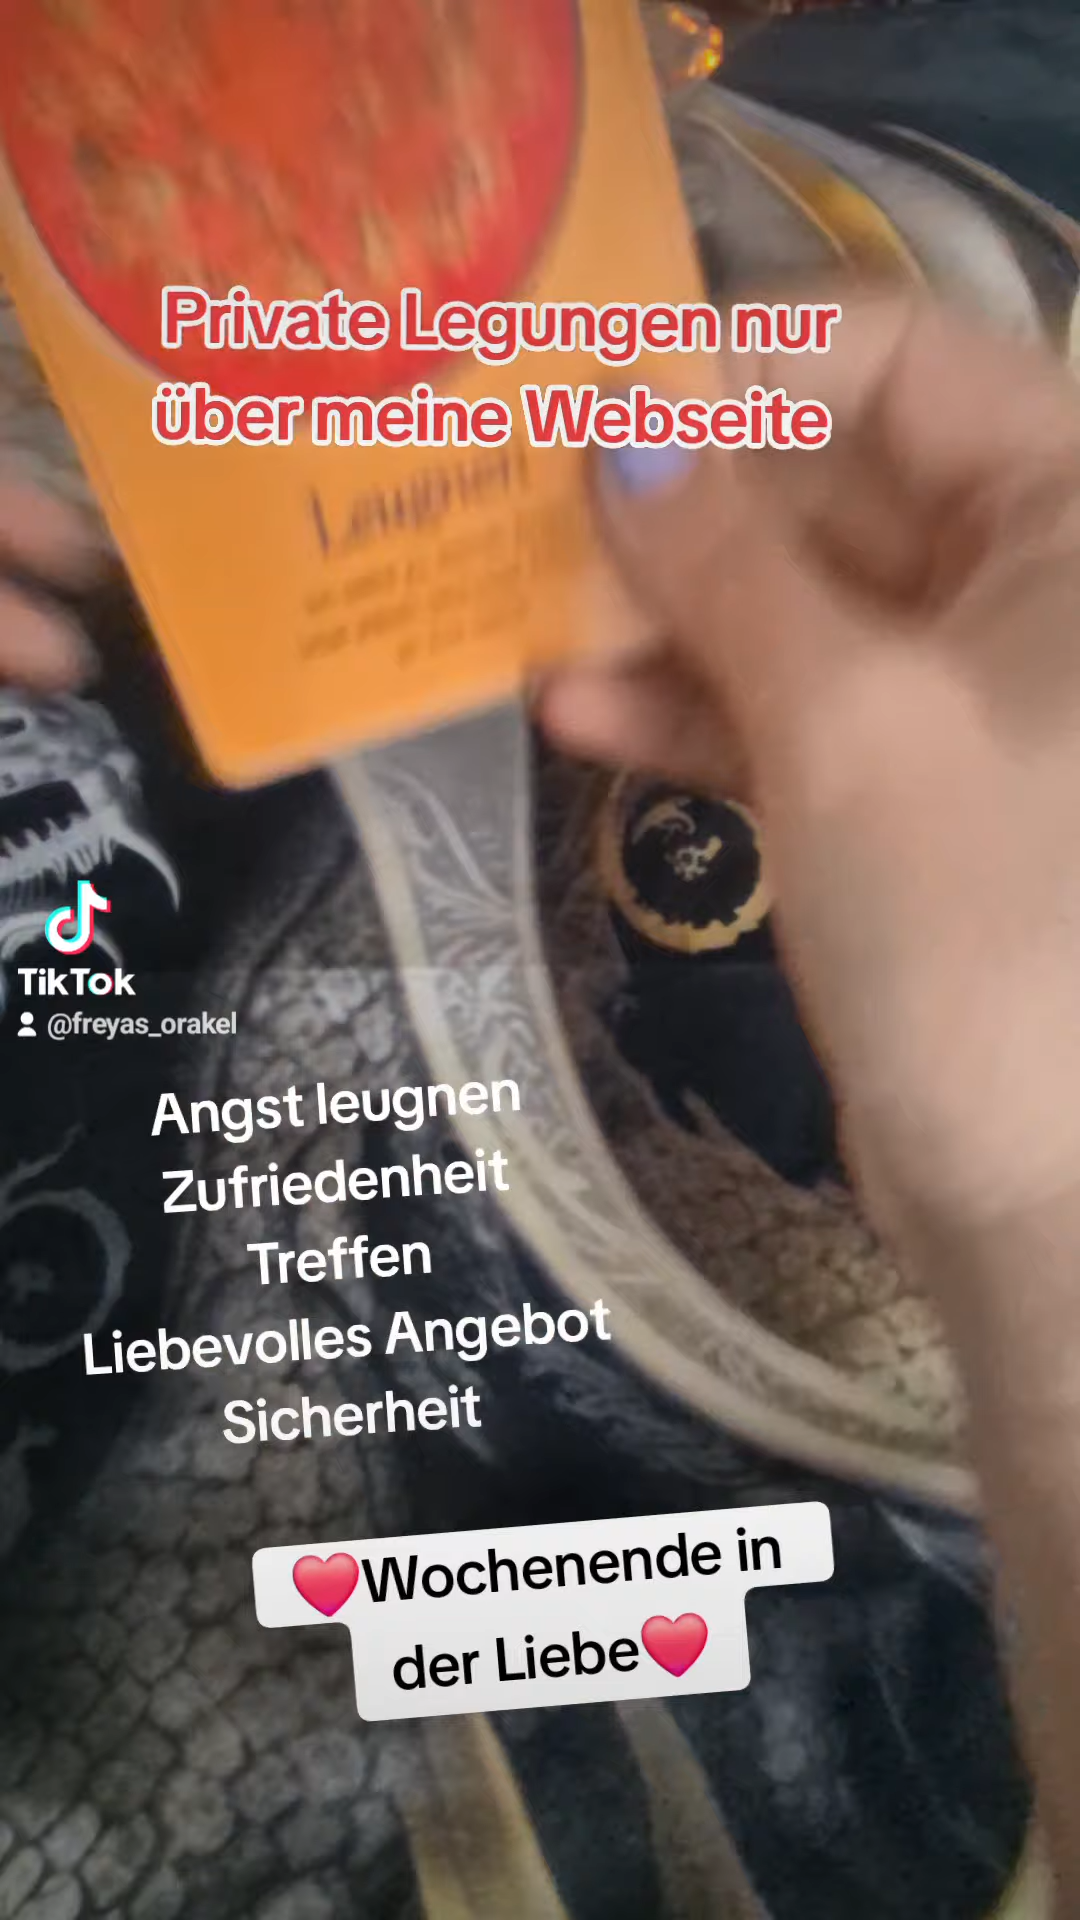 Private Legungen nur
über meine Webseite
Leugnen
TikTok
@freyas_orakel
Angst leugnen
Zufriedenheit
Treffen
Liebevolles Angebot
Sicherheit
❤Wochenende in
der Liebe❤